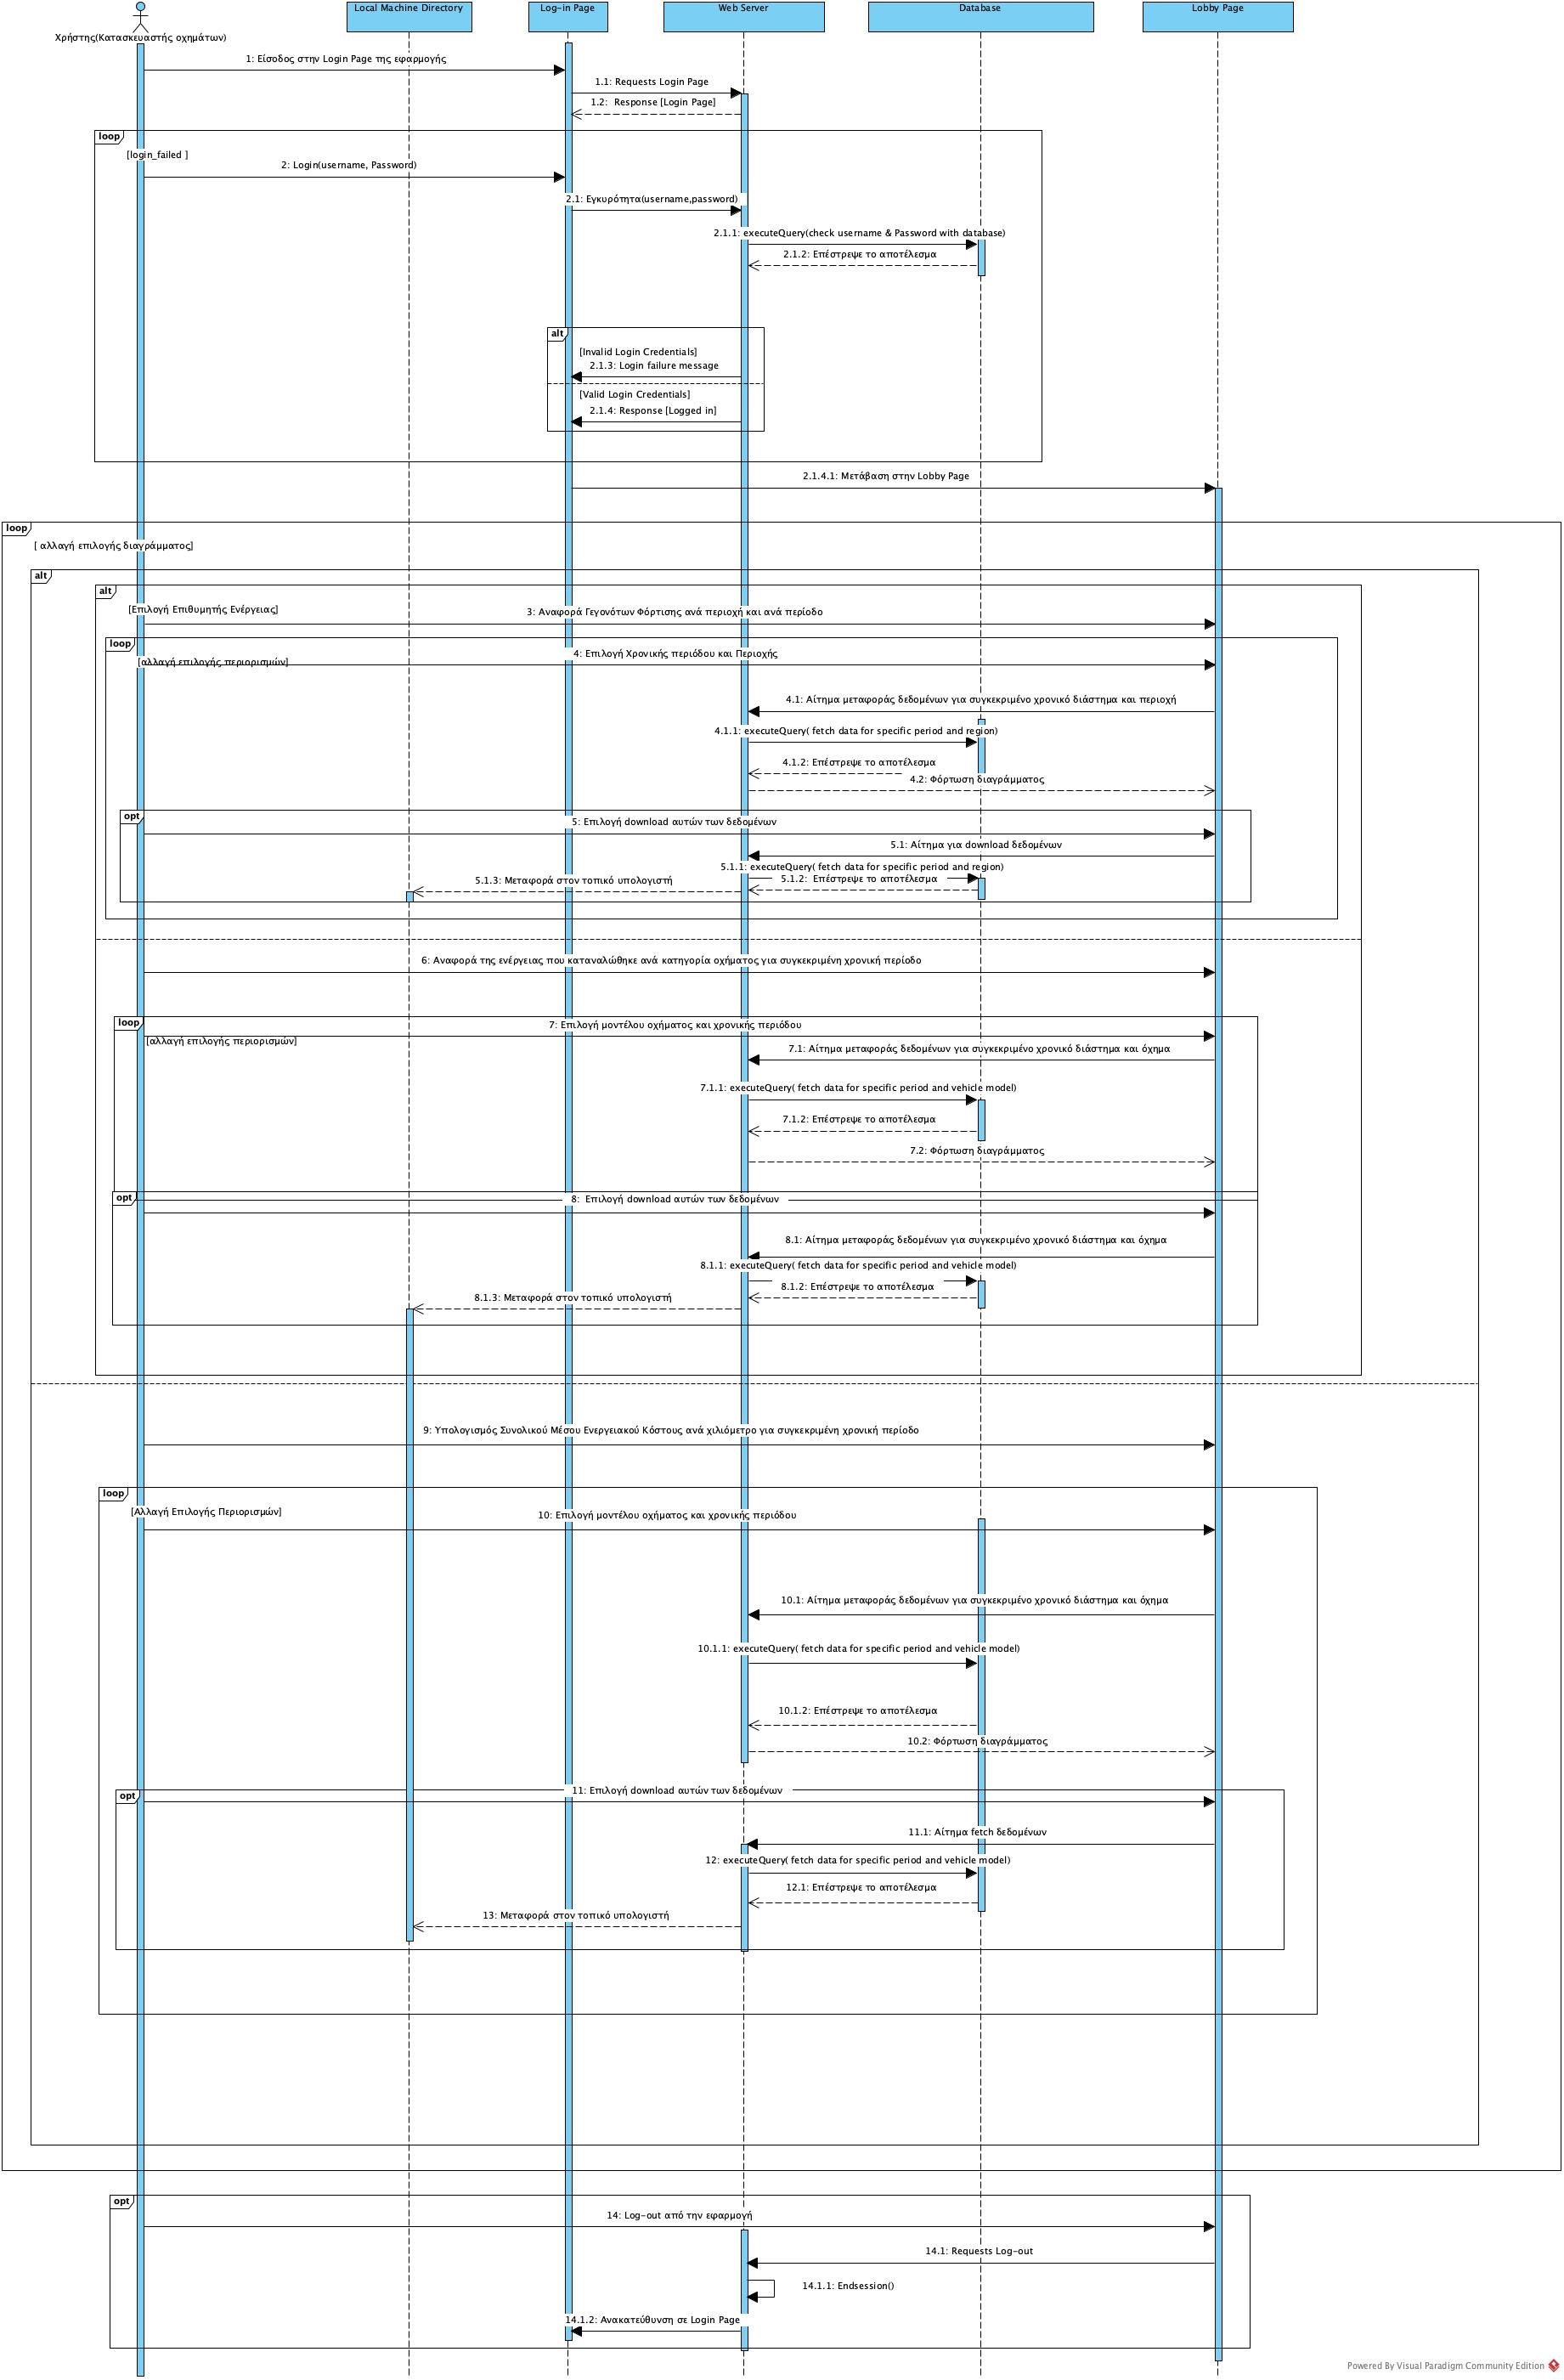 Local Machine Directory
Log-in Page
Web Server
Database
Lobby Page
Χρήστης(Κατασκευαστής οχημάτων)
1: Είσοδος στην Login Page της εφαρμογής
1.1: Requests Login Page
1.2:  Response [Login Page]
loop
[login_failed ]
2: Login(username, Password)
2.1: Εγκυρότητα(username,password)
2.1.1: executeQuery(check username & Password with database)
2.1.2: Επέστρεψε το αποτέλεσμα
alt
[Invalid Login Credentials]
2.1.3: Login failure message
[Valid Login Credentials]
2.1.4: Response [Logged in]
2.1.4.1: Μετάβαση στην Lobby Page
loop
[ αλλαγή επιλογής διαγράμματος]
alt
alt
[Επιλογή Επιθυμητής Ενέργειας]
3: Αναφορά Γεγονότων Φόρτισης ανά περιοχή και ανά περίοδο
loop
4: Επιλογή Χρονικής περιόδου και Περιοχής
[αλλαγή επιλογής περιορισμών]
4.1: Αίτημα μεταφοράς δεδομένων για συγκεκριμένο χρονικό διάστημα και περιοχή
4.1.1: executeQuery( fetch data for specific period and region)
4.1.2: Επέστρεψε το αποτέλεσμα
4.2: Φόρτωση διαγράμματος
opt
5: Επιλογή download αυτών των δεδομένων
5.1: Αίτημα για download δεδομένων
5.1.1: executeQuery( fetch data for specific period and region)
5.1.2:  Επέστρεψε το αποτέλεσμα
5.1.3: Μεταφορά στον τοπικό υπολογιστή
6: Αναφορά της ενέργειας που καταναλώθηκε ανά κατηγορία οχήματος για συγκεκριμένη χρονική περίοδο
loop
7: Επιλογή μοντέλου οχήματος και χρονικής περιόδου
[αλλαγή επιλογής περιορισμών]
7.1: Αίτημα μεταφοράς δεδομένων για συγκεκριμένο χρονικό διάστημα και όχημα
7.1.1: executeQuery( fetch data for specific period and vehicle model)
7.1.2: Επέστρεψε το αποτέλεσμα
7.2: Φόρτωση διαγράμματος
opt
8:  Επιλογή download αυτών των δεδομένων
8.1: Αίτημα μεταφοράς δεδομένων για συγκεκριμένο χρονικό διάστημα και όχημα
8.1.1: executeQuery( fetch data for specific period and vehicle model)
8.1.2: Επέστρεψε το αποτέλεσμα
8.1.3: Μεταφορά στον τοπικό υπολογιστή
9: Υπολογισμός Συνολικού Μέσου Ενεργειακού Κόστους ανά χιλιόμετρο για συγκεκριμένη χρονική περίοδο
loop
[Αλλαγή Επιλογής Περιορισμών]
10: Επιλογή μοντέλου οχήματος και χρονικής περιόδου
10.1: Αίτημα μεταφοράς δεδομένων για συγκεκριμένο χρονικό διάστημα και όχημα
10.1.1: executeQuery( fetch data for specific period and vehicle model)
10.1.2: Επέστρεψε το αποτέλεσμα
10.2: Φόρτωση διαγράμματος
opt
11: Επιλογή download αυτών των δεδομένων
11.1: Αίτημα fetch δεδομένων
12: executeQuery( fetch data for specific period and vehicle model)
12.1: Επέστρεψε το αποτέλεσμα
13: Μεταφορά στον τοπικό υπολογιστή
opt
14: Log-out από την εφαρμογή
14.1: Requests Log-out
14.1.1: Endsession()
14.1.2: Ανακατεύθυνση σε Login Page
Powered By Visual Paradigm Community Edition